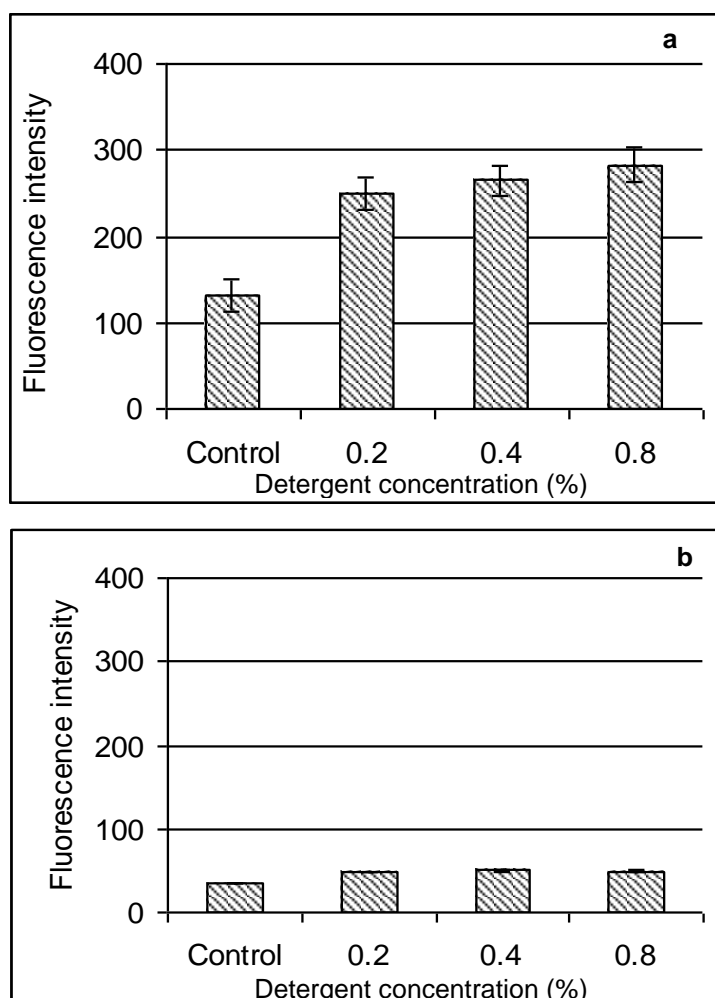 a
400
300
200
100
0
Fluorescence intensity
Control 0.2 0.4 0.8
Detergent concentration (%)
b
400
300
200
100
0
Fluorescence intensity
Control 0.2 0.4 0.8
Detergent concentration (%)